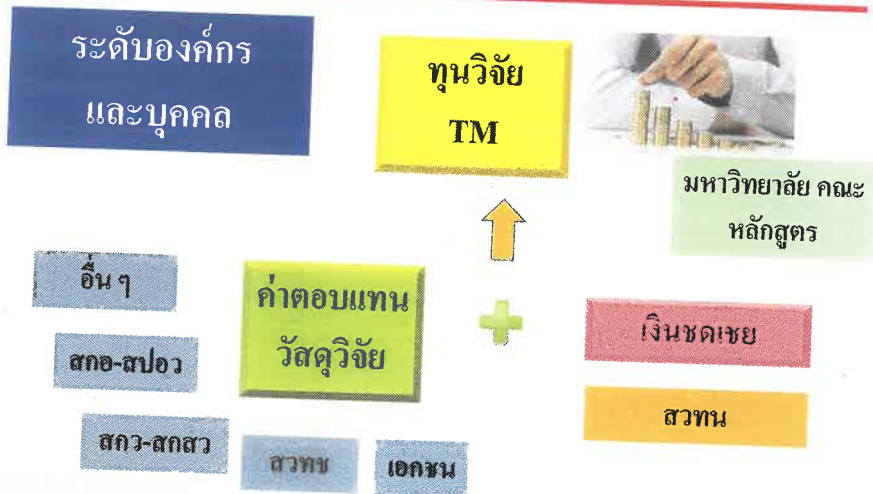 ระดับองค์กร
และบุคคล
ทุนวิจัย
TM
มหาวิทยาลัย คณะ
หลักสูตร
อื่น ๆ
ค่าตอบแทน
วัสดุวิจัย
เงินชดเชย
สกอ-สปอว
สวทน
สกว-สกสว
สวทช
เอกชน